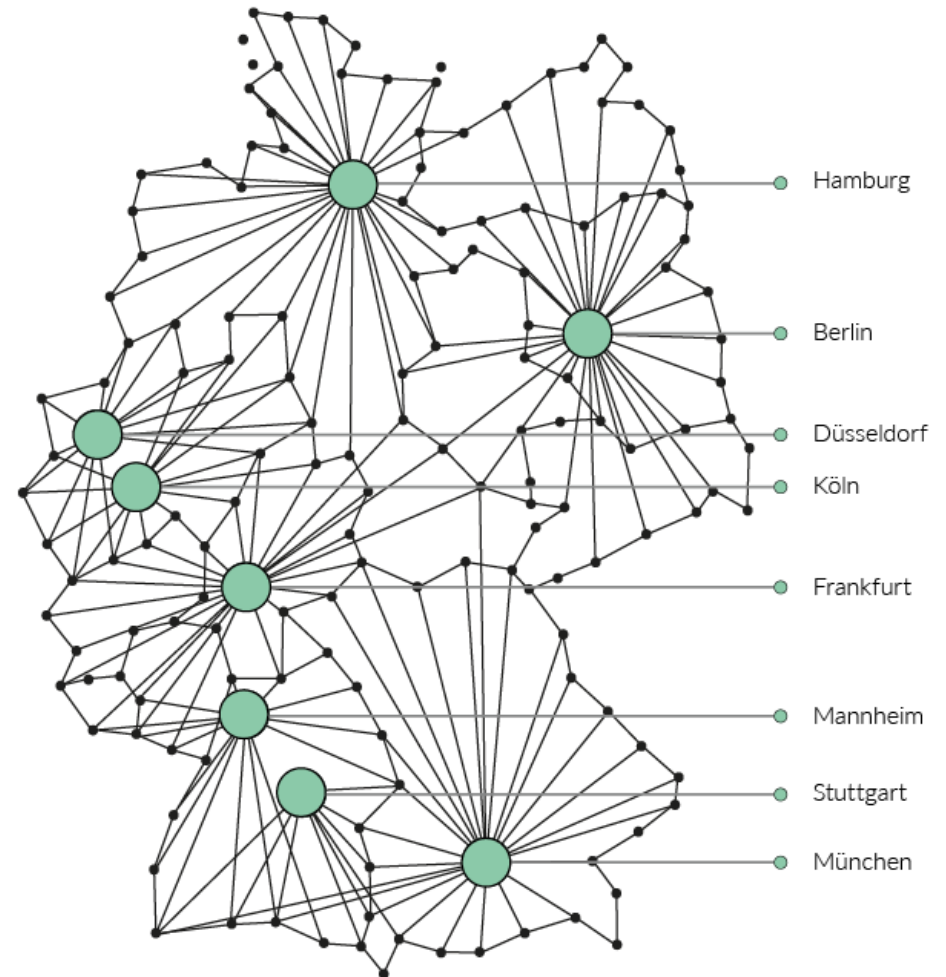 Hamburg
Berlin
Düsseldorf
Köln
Frankfurt
Mannheim
Stuttgart
München